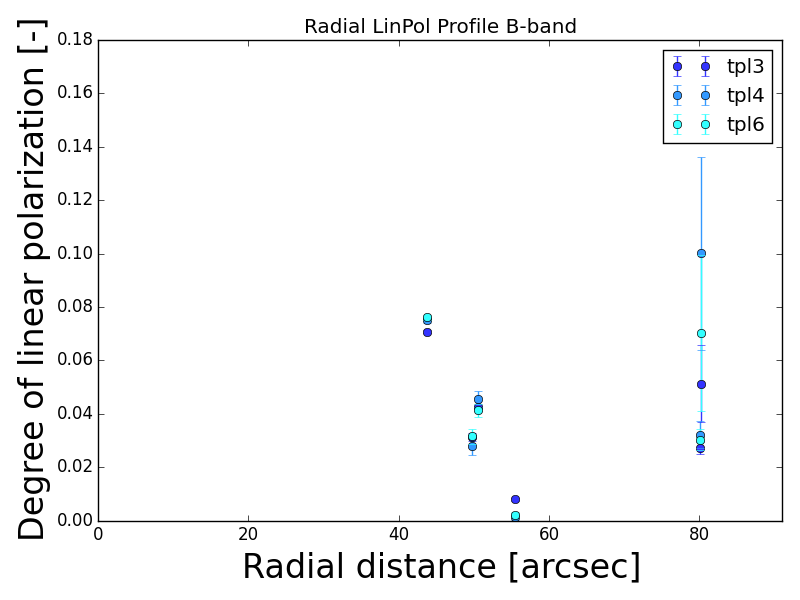 Radial LinPol Profile B-band
Degree of linear polarization [-]
0.18
0.16
0.14
0.12
0.10
0.08
0.06
0.04
0.02
0.00
0 20 40 60 80
Radial distance [arcsec]
tpl3
tpl4
tpl6